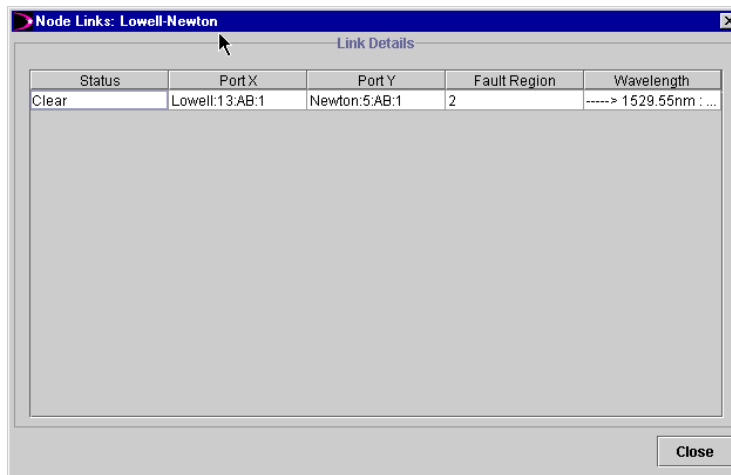 Node Links: Lowell-Newton
Link Details
Status Port X Port Y Fault Region Wavelength
Clear Lowell:13:AB:1 Newton:5:AB:1 2 -----> 1529.55nm : ...
Close